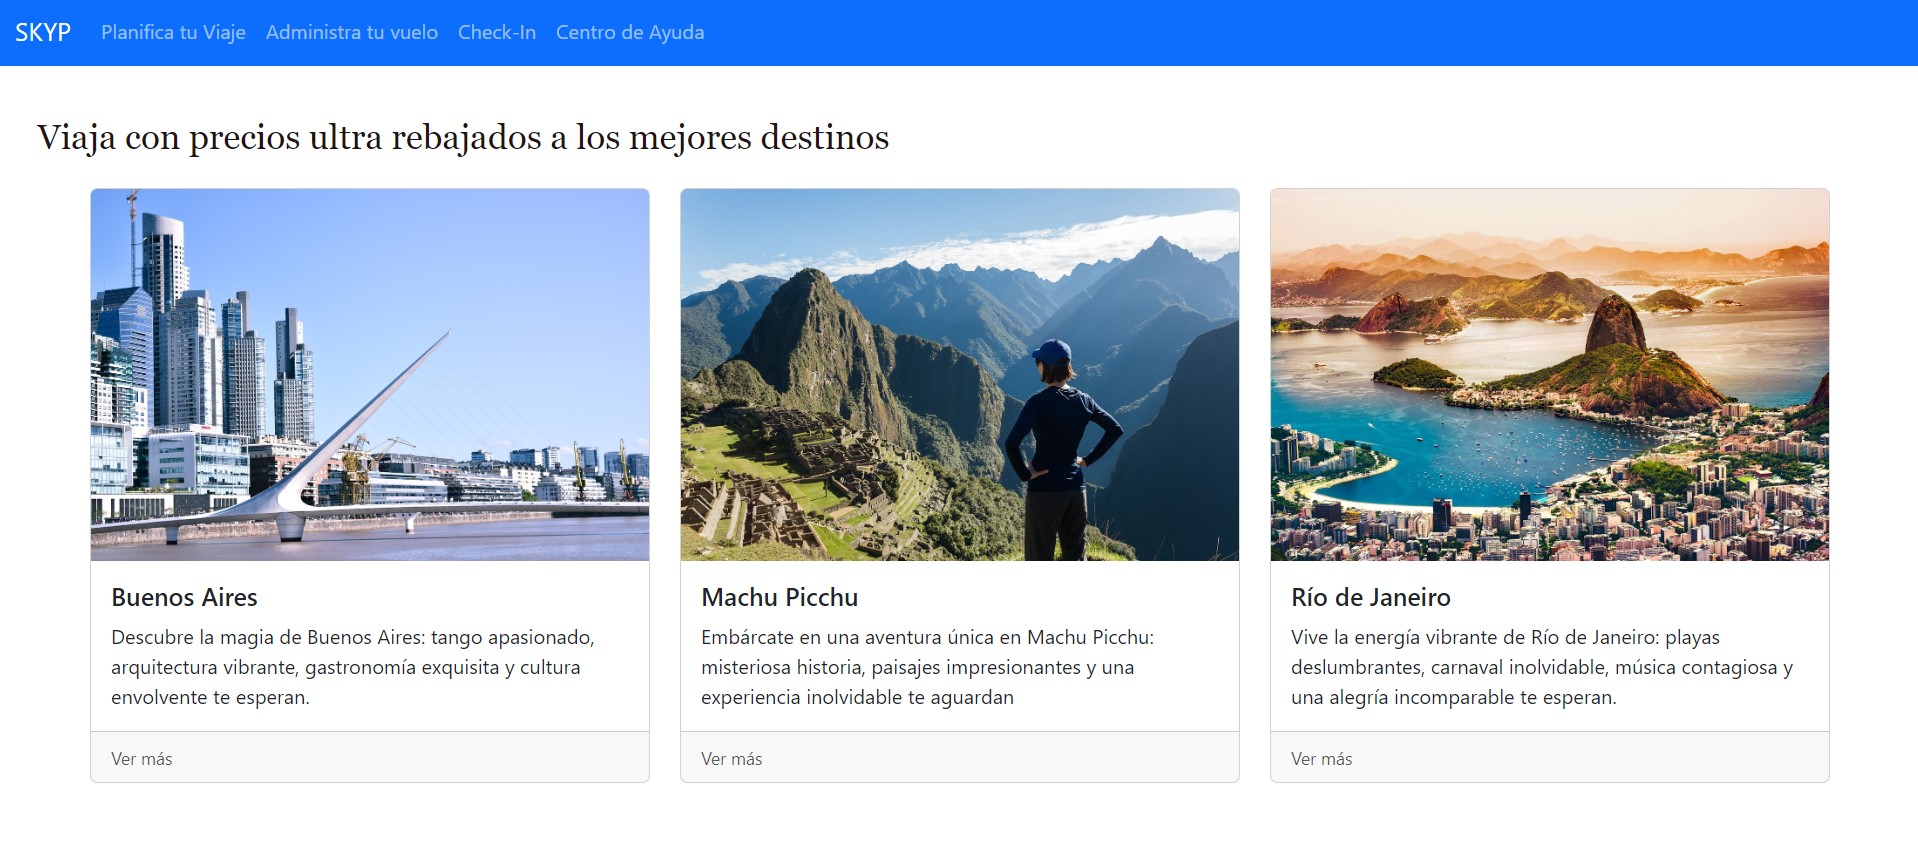 SKYP Planifica tu Viaje Administra tu vuelo Check-In Centro de Ayuda
Viaja con precios ultra rebajados a los mejores destinos
Buenos Aires
Descubre la magia de Buenos Aires: tango apasionado,
arquitectura vibrante, gastronomía exquisita y cultura
envolvente te esperan.
Ver más
Machu Picchu
Embárcate en una aventura única en Machu Picchu:
misteriosa historia, paisajes impresionantes y una
experiencia inolvidable te aguardan
Ver más
Río de Janeiro
Vive la energía vibrante de Río de Janeiro: playas
deslumbrantes, carnaval inolvidable, música contagiosa y
una alegría incomparable te esperan.
Ver más